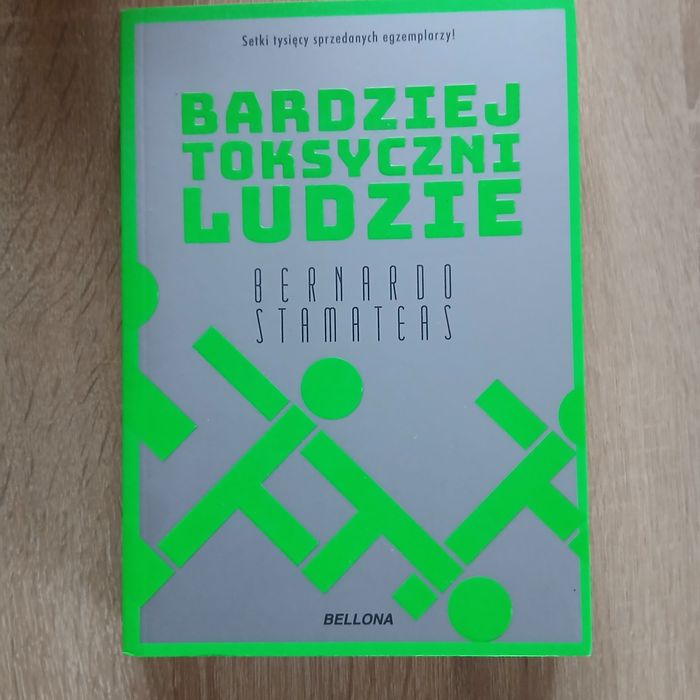 Setki tysięcy sprzedanych egzemplarzy!
BARDZIEJ
TOKSYCZNI
LUDZIE
BERNARDO
STAMATEAS
BELLONA